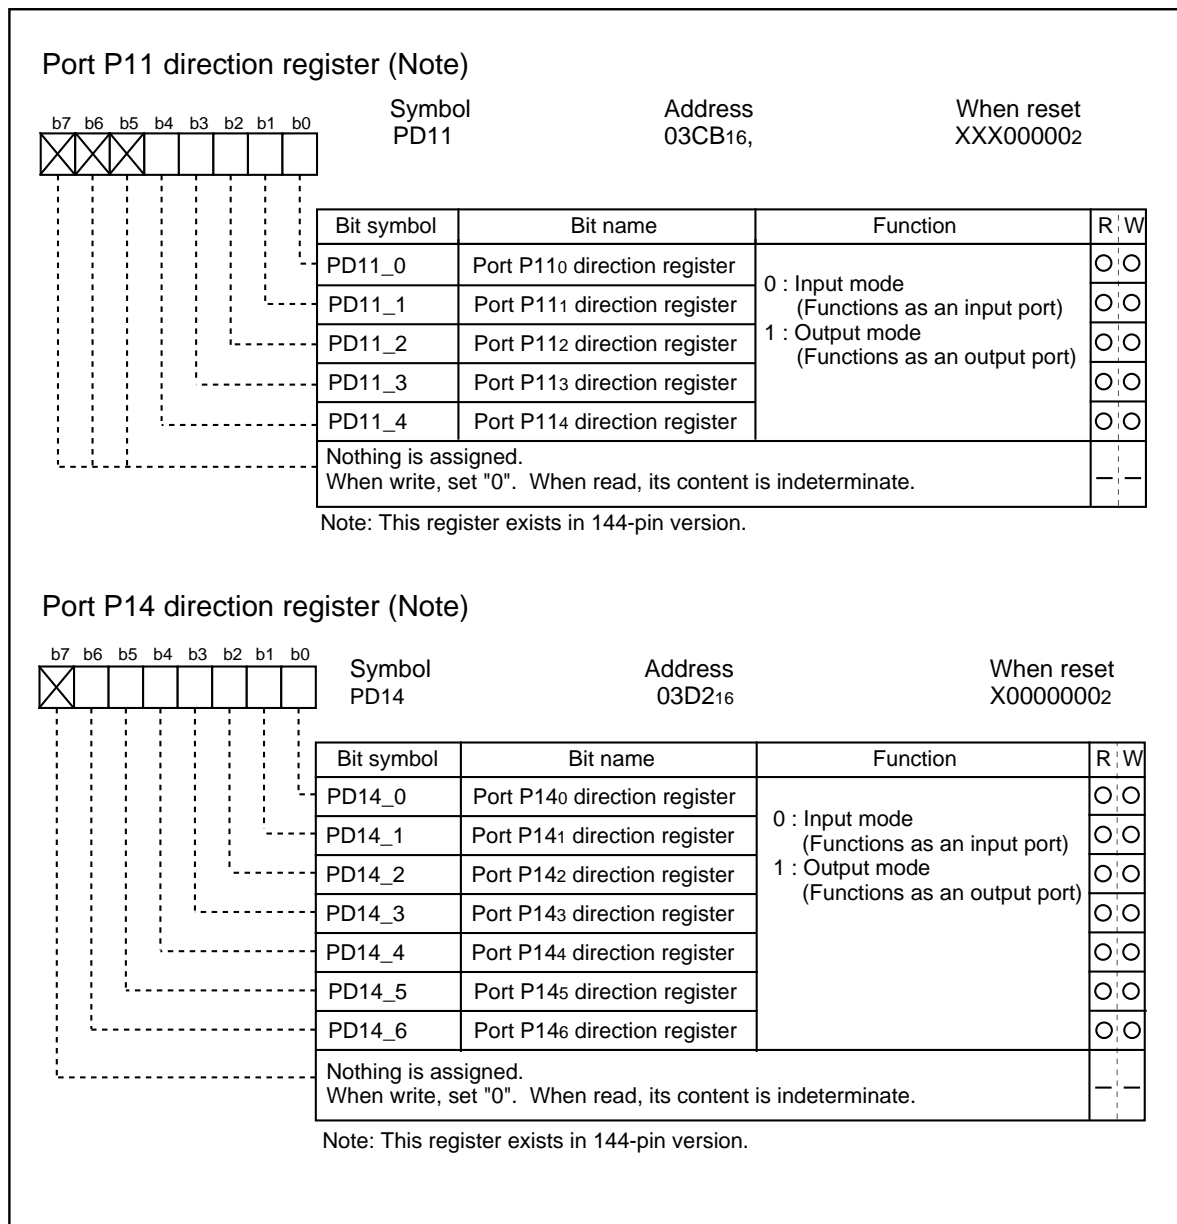 Port P11 direction register (Note)
Symbol Address When reset
b7 b6 b5 b4 b3 b2 b1 b0
PD11 03CB16, XXX000002
Bit symbol Bit name Function R W
PD11_0 Port P110 direction register
0 : Input mode
(Functions as an input port)
1 : Output mode
(Functions as an output port)
PD11_1 Port P111 direction register
PD11_2 Port P112 direction register
PD11_3 Port P113 direction register
PD11_4 Port P114 direction register
Nothing is assigned.
When write, set "0". When read, its content is indeterminate.
Note: This register exists in 144-pin version.
Port P14 direction register (Note)
b7 b6 b5 b4 b3 b2 b1 b0
Symbol Address When reset
PD14 03D216 X00000002
Bit symbol Bit name Function R W
PD14_0 Port P140 direction register
0 : Input mode
(Functions as an input port)
1 : Output mode
(Functions as an output port)
PD14_1 Port P141 direction register
PD14_2 Port P142 direction register
PD14_3 Port P143 direction register
PD14_4 Port P144 direction register
PD14_5 Port P145 direction register
PD14_6 Port P146 direction register
Nothing is assigned.
When write, set "0". When read, its content is indeterminate.
Note: This register exists in 144-pin version.